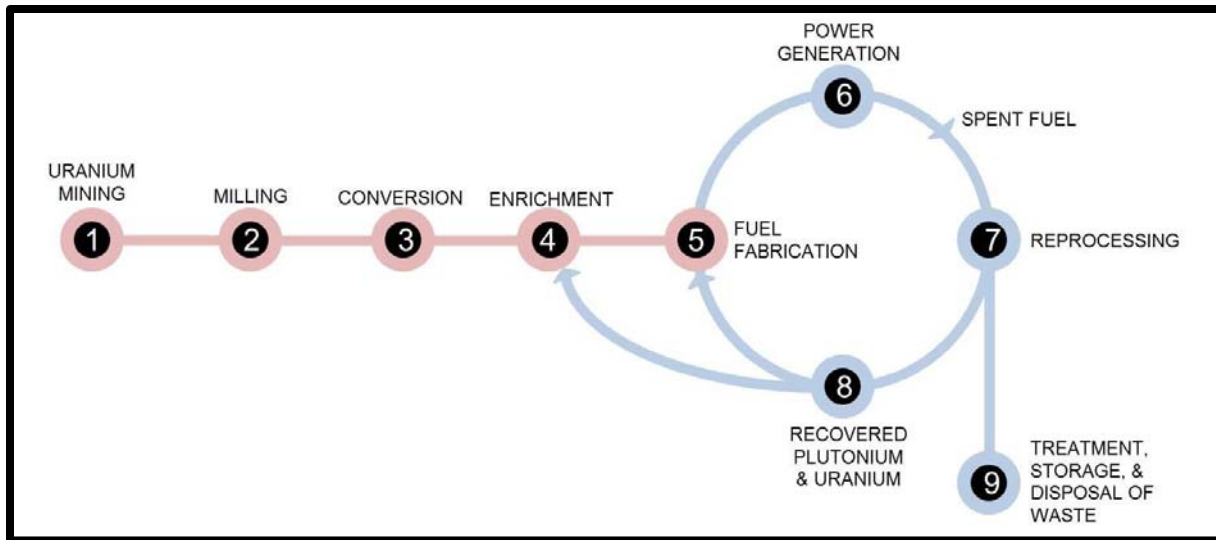 POWER
GENERATION
6
SPENT FUEL
URANIUM
MINING
MILLING
CONVERSION
ENRICHMENT
1
2
3
4
5
FUEL
FABRICATION
7
REPROCESSING
8
RECOVERED
PLUTONIUM
& URANIUM
9
TREATMENT,
STORAGE, &
DISPOSAL OF
WASTE